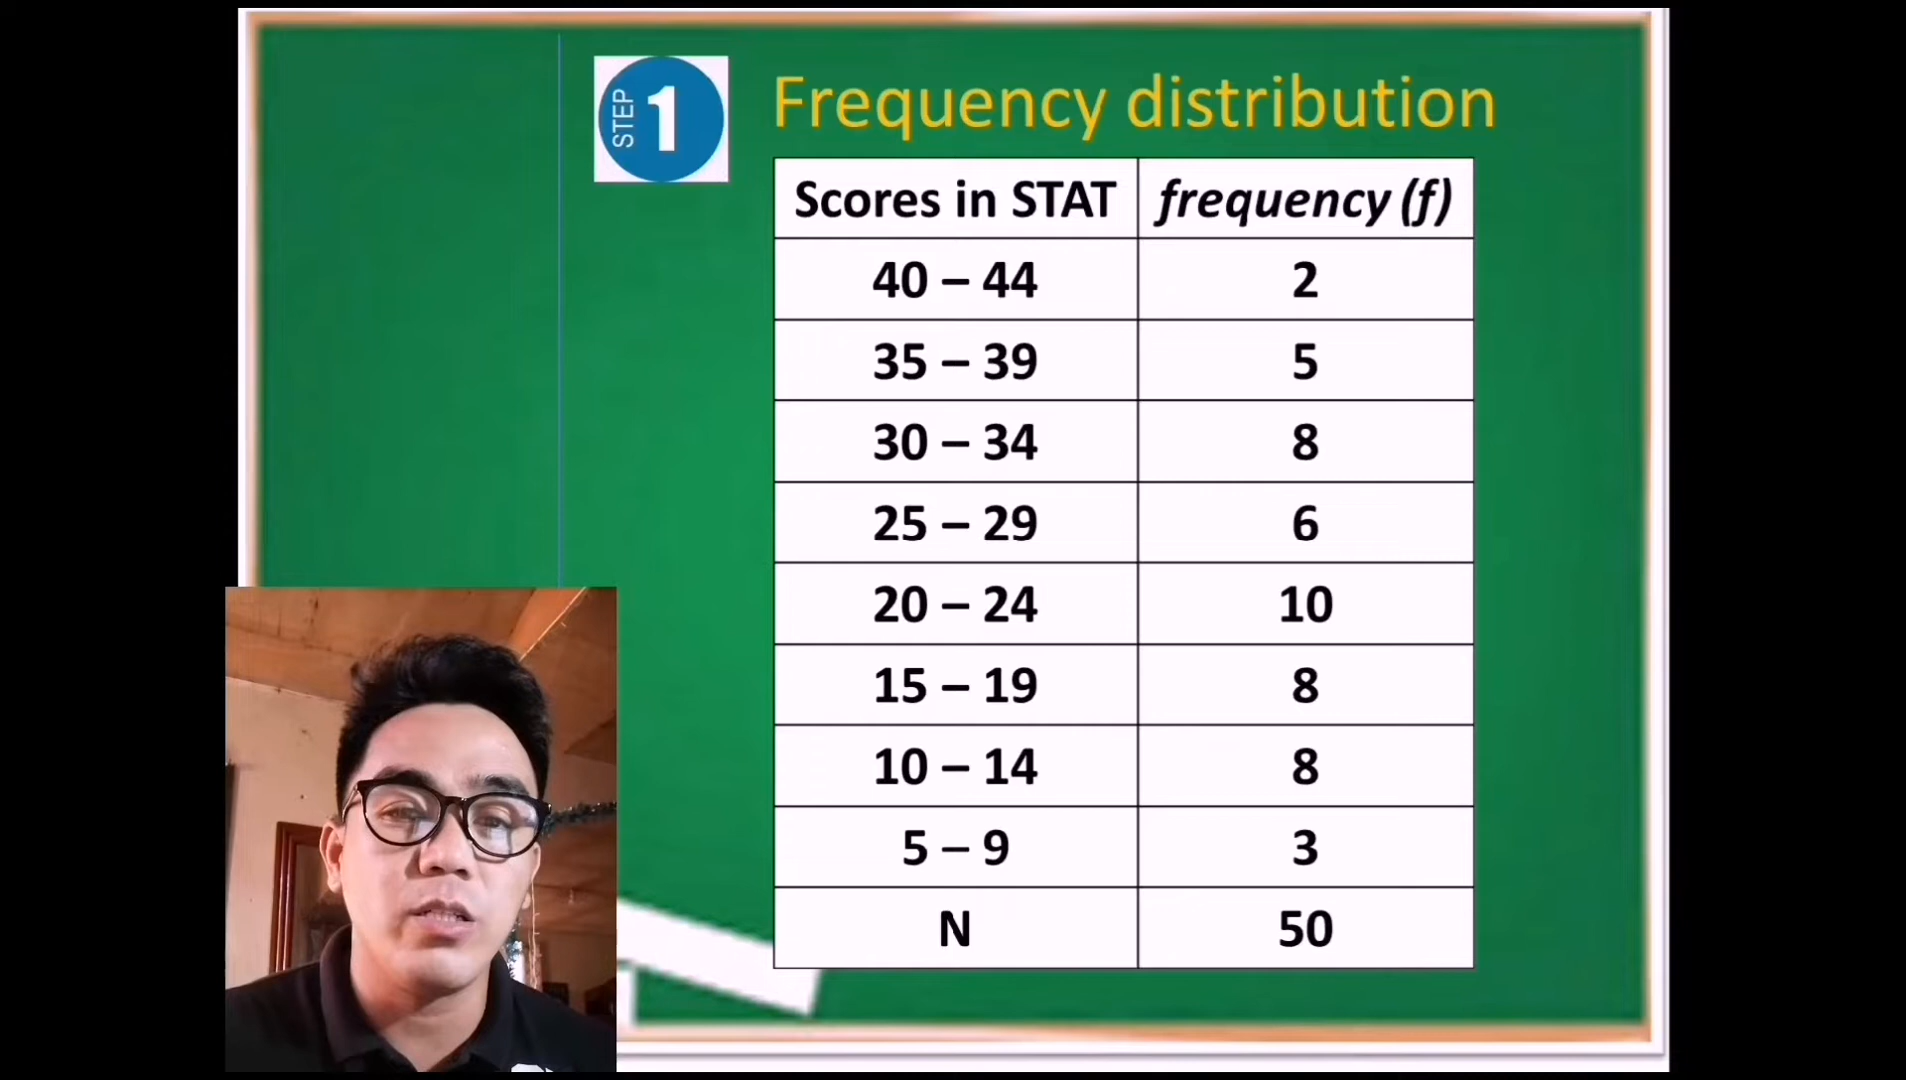 STEP 1
Frequency distribution
Scores in STAT frequency (f)
40 – 44 2
35 – 39 5
30 – 34 8
25 – 29 6
20 – 24 10
15 – 19 8
10 – 14 8
5 – 9 3
N 50